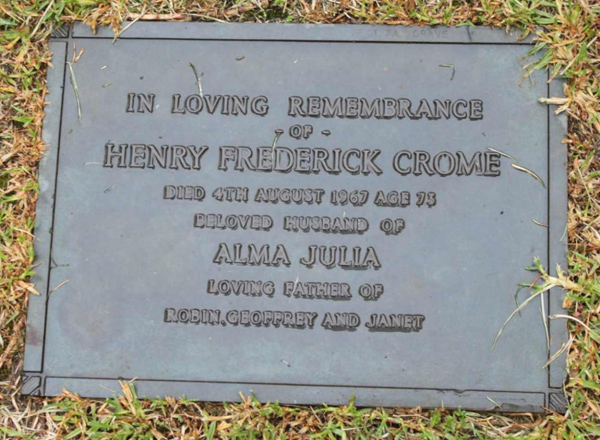 IN LOVING REMEMBRANCE
- OF -
HENRY FREDERICK CROME
DIED 4TH AUGUST 1967 AGE 75
BELOVED HUSBAND OF
ALMA JULIA
LOVING FATHER OF
ROBIN, GEOFFREY AND JANET